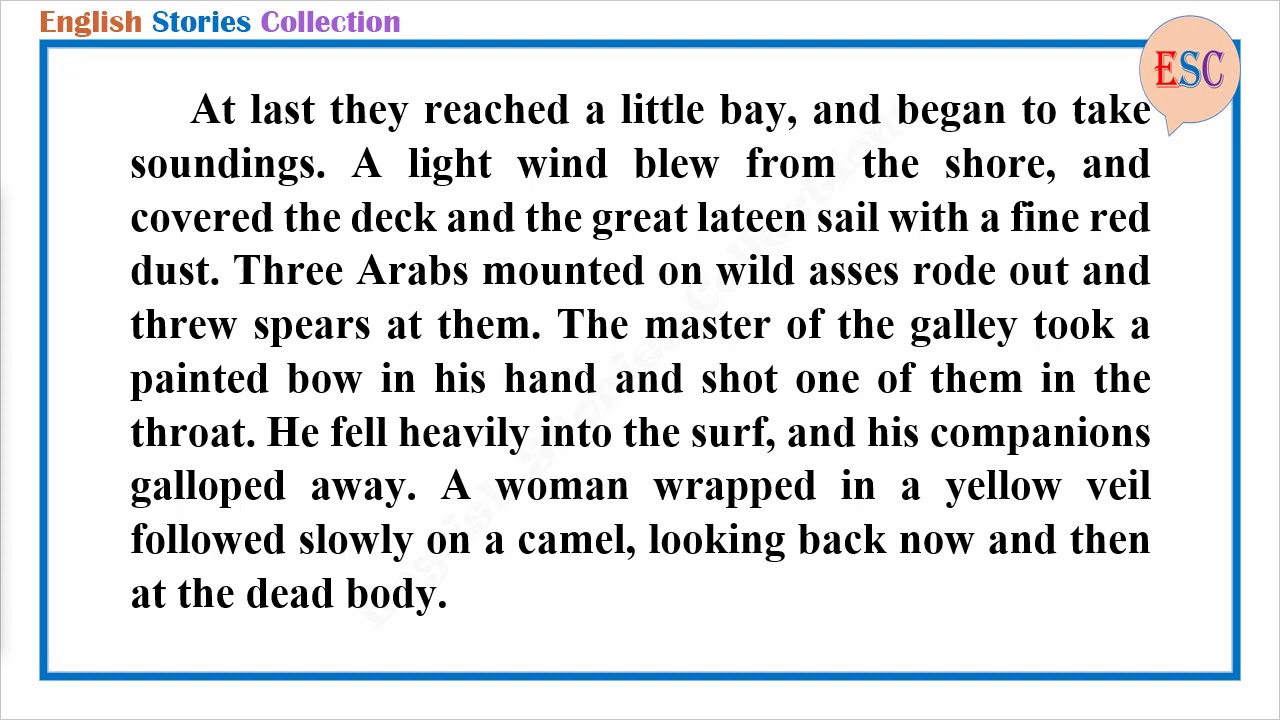 English Stories Collection
ESC
At last they reached a little bay, and began to take
soundings. A light wind blew from the shore, and
covered the deck and the great lateen sail with a fine red
dust. Three Arabs mounted on wild asses rode out and
threw spears at them. The master of the galley took a
painted bow in his hand and shot one of them in the
throat. He fell heavily into the surf, and his companions
galloped away. A woman wrapped in a yellow veil
followed slowly on a camel, looking back now and then
at the dead body.
English Stories Collection